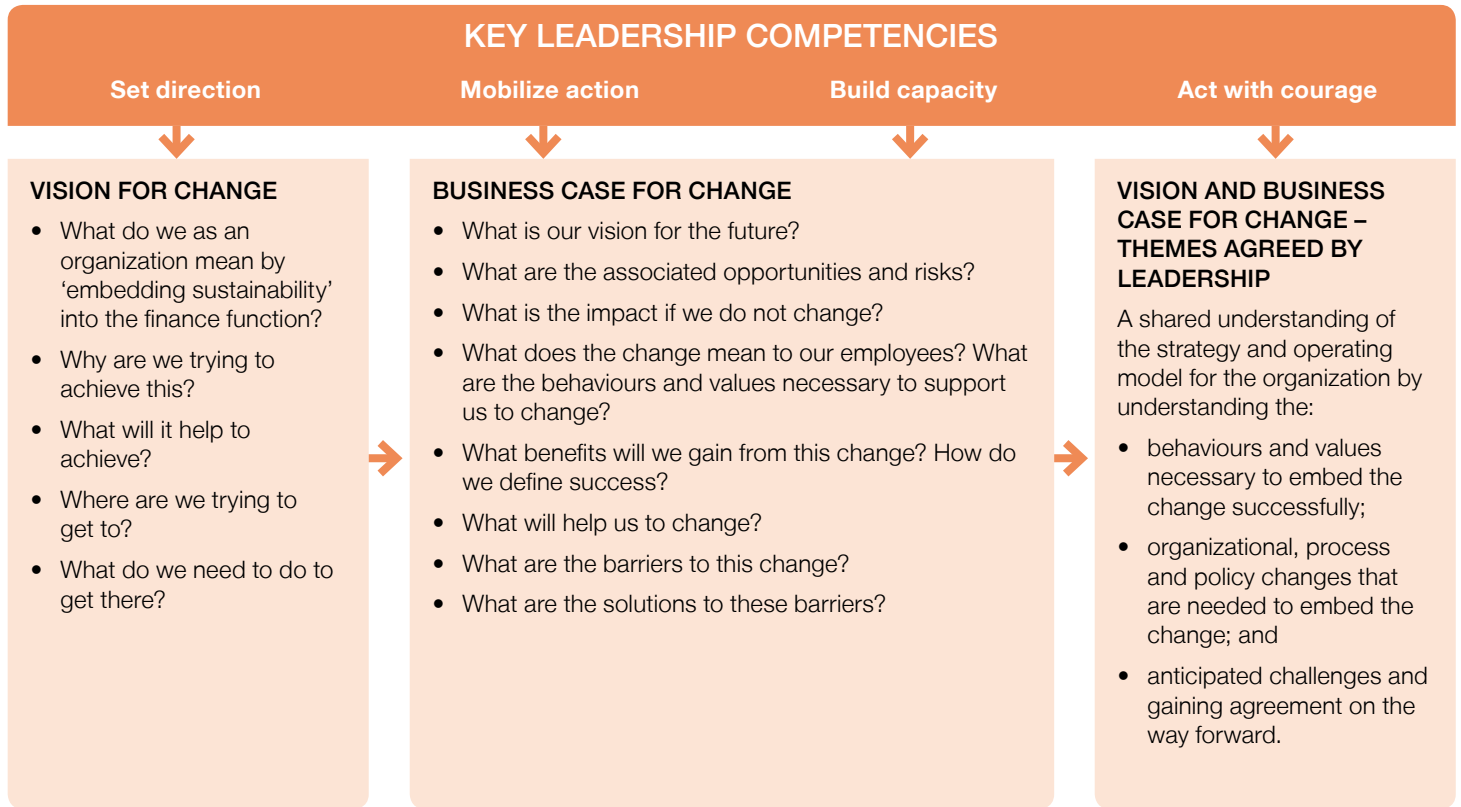 KEY LEADERSHIP COMPETENCIES
Set direction
Mobilize action
Build capacity
Act with courage
VISION FOR CHANGE
• What do we as an
organization mean by
‘embedding sustainability’
into the finance function?
• Why are we trying to
achieve this?
• What will it help to
achieve?
• Where are we trying to
get to?
• What do we need to do to
get there?
BUSINESS CASE FOR CHANGE
• What is our vision for the future?
• What are the associated opportunities and risks?
• What is the impact if we do not change?
• What does the change mean to our employees? What
are the behaviours and values necessary to support
us to change?
• What benefits will we gain from this change? How do
we define success?
• What will help us to change?
• What are the barriers to this change?
• What are the solutions to these barriers?
VISION AND BUSINESS
CASE FOR CHANGE –
THEMES AGREED BY
LEADERSHIP
A shared understanding of
the strategy and operating
model for the organization by
understanding the:
• behaviours and values
necessary to embed the
change successfully;
• organizational, process
and policy changes that
are needed to embed the
change; and
• anticipated challenges and
gaining agreement on the
way forward.